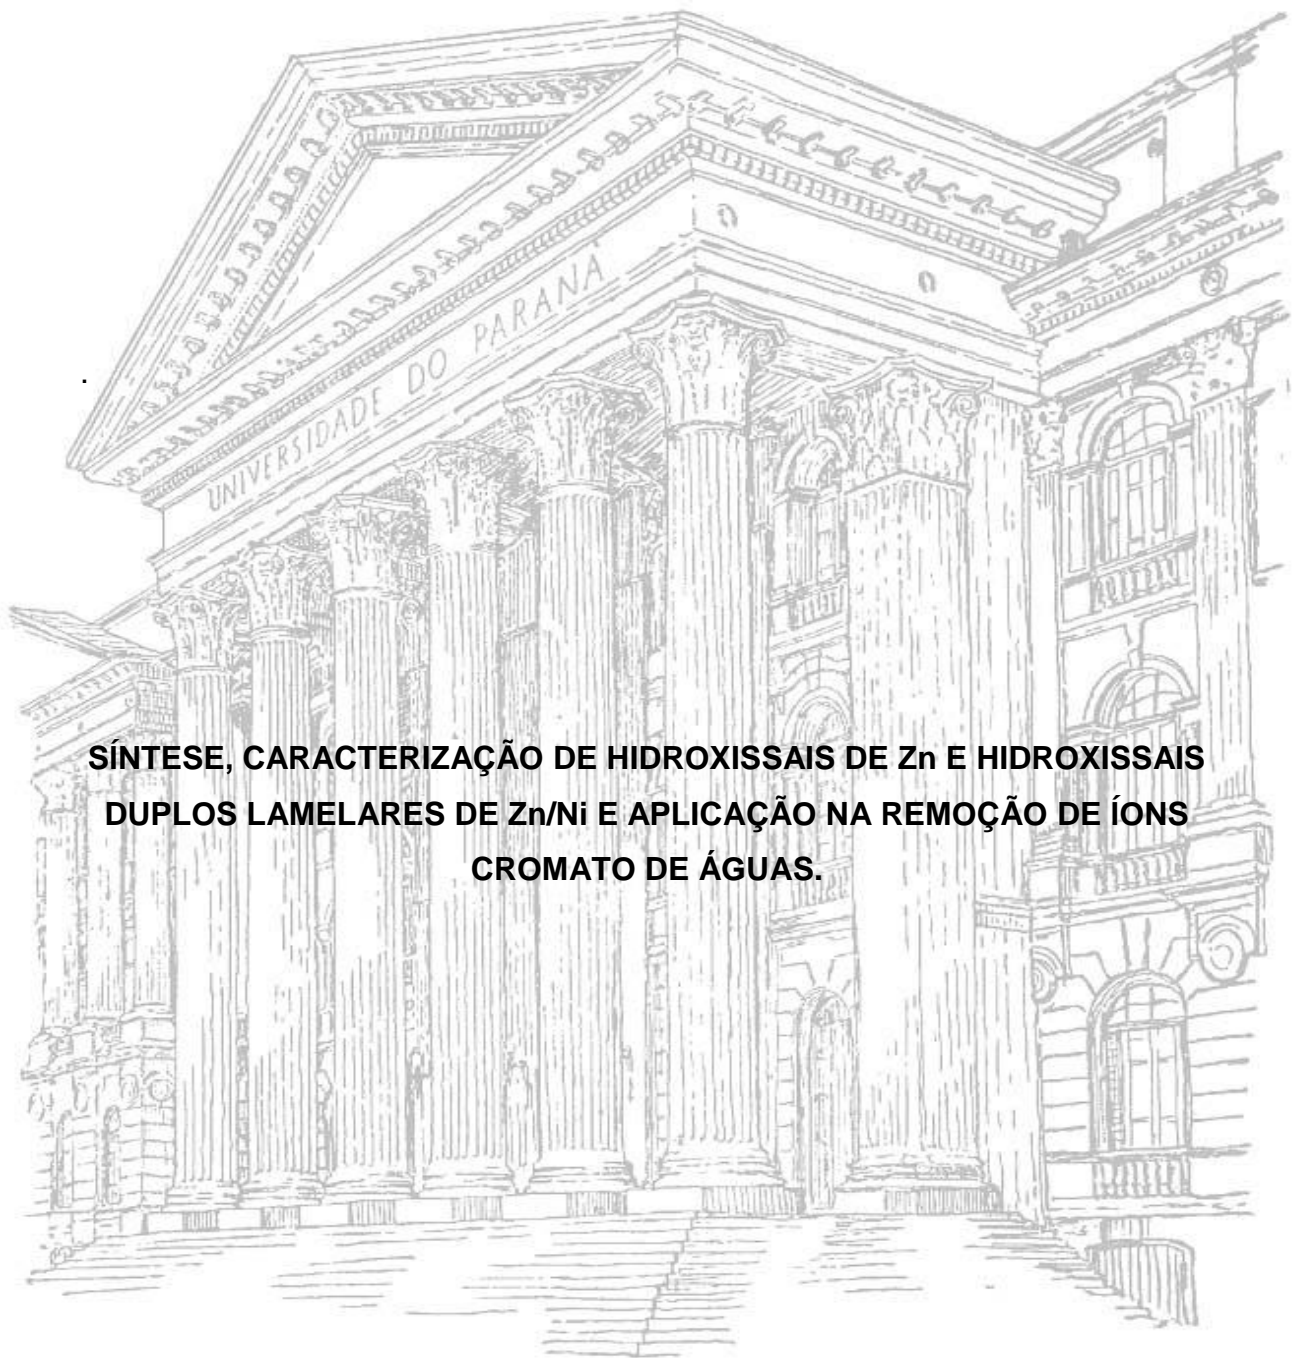 UNIVERSIDADE DO PARANÁ
.
SÍNTESE, CARACTERIZAÇÃO DE HIDROXISSAIS DE Zn E HIDROXISSAIS
DUPLOS LAMELARES DE Zn/Ni E APLICAÇÃO NA REMOÇÃO DE ÍONS
CROMATO DE ÁGUAS.